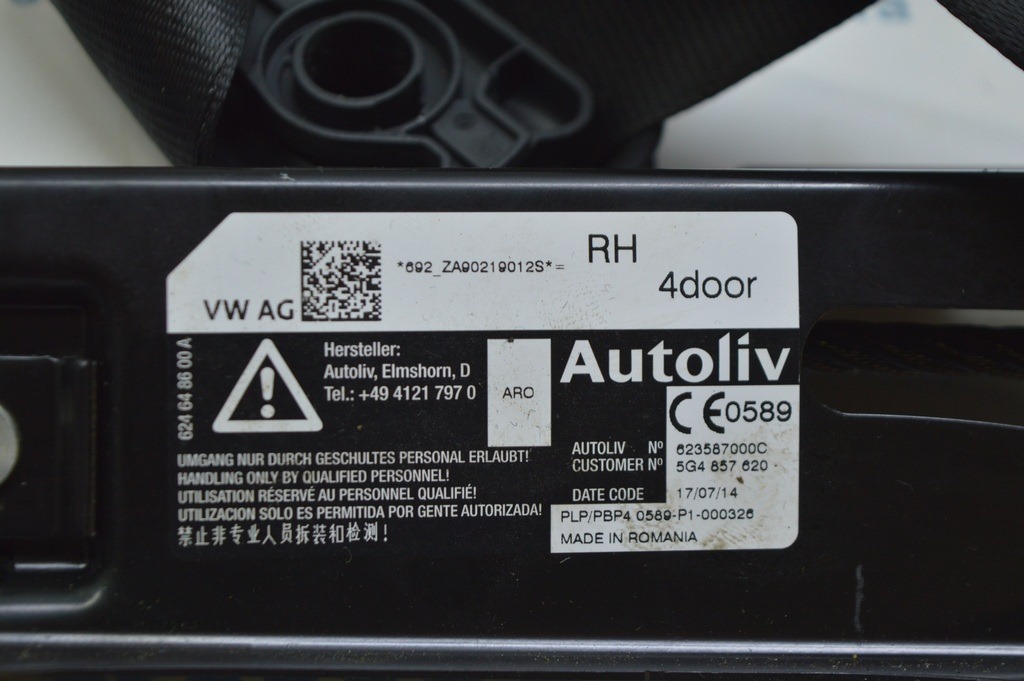 *692_ZA90219012S*=
RH
4door
VW AG
624 64 86 00 A
Hersteller:
Autoliv, Elmshorn, D
Tel.: +49 4121 797 0
ARO
Autoliv
CE0589
AUTOLIV Nº 623587000C
CUSTOMER Nº 5G4 857 620 -
DATE CODE 17/07/14
PLP/PBP4 0589-P1-000326
MADE IN ROMANIA
UMGANG NUR DURCH GESCHULTES PERSONAL ERLAUBT!
HANDLING ONLY BY QUALIFIED PERSONNEL!
UTILISATION RÉSERVÉ AU PERSONNEL QUALIFIÉ!
UTILIZACION SOLO ES PERMITIDA POR GENTE AUTORIZADA!
禁止非专业人员拆装和检测!